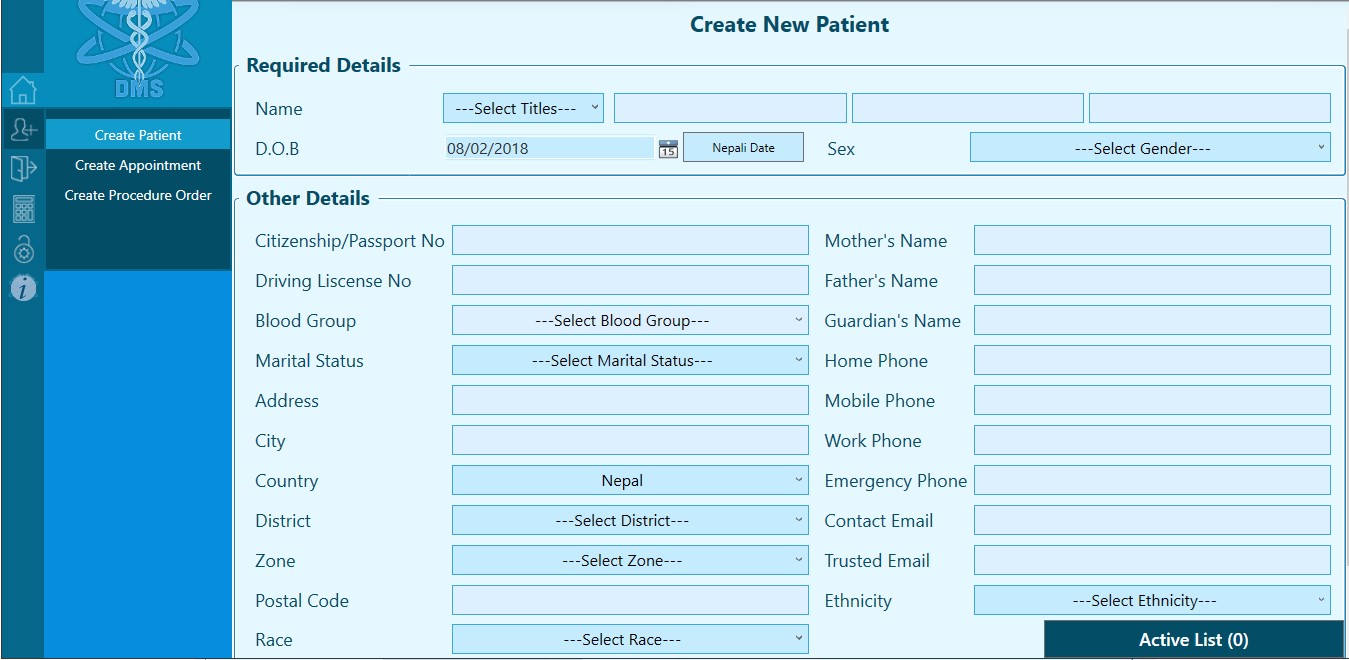 Create New Patient
DMS
Create Patient
Create Appointment
Create Procedure Order
Required Details
Name ---Select Titles---
D.O.B 08/02/2018 15 Nepali Date Sex ---Select Gender---
Other Details
Citizenship/Passport No Mother's Name
Driving Liscense No Father's Name
Blood Group ---Select Blood Group--- Guardian's Name
Marital Status ---Select Marital Status--- Home Phone
Address Mobile Phone
City Work Phone
Country Nepal Emergency Phone
District ---Select District--- Contact Email
Zone ---Select Zone--- Trusted Email
Postal Code Ethnicity ---Select Ethnicity---
Race ---Select Race---
Active List (0)